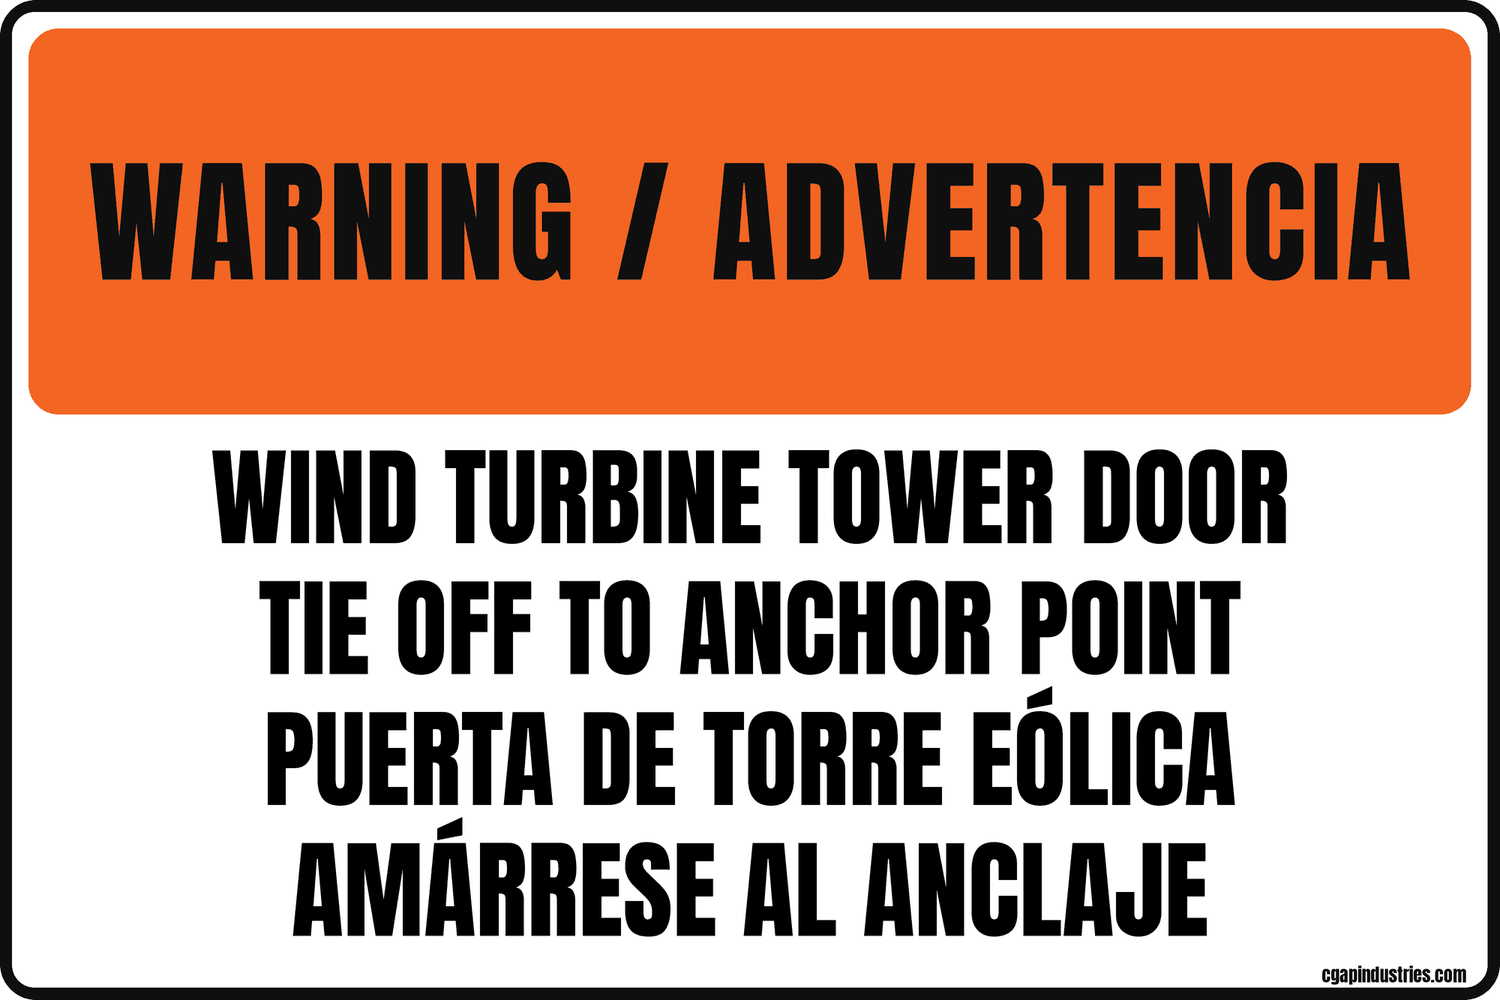 WARNING / ADVERTENCIA
WIND TURBINE TOWER DOOR
TIE OFF TO ANCHOR POINT
PUERTA DE TORRE EÓLICA
AMÁRRESE AL ANCLAJE
cgapindustries.com